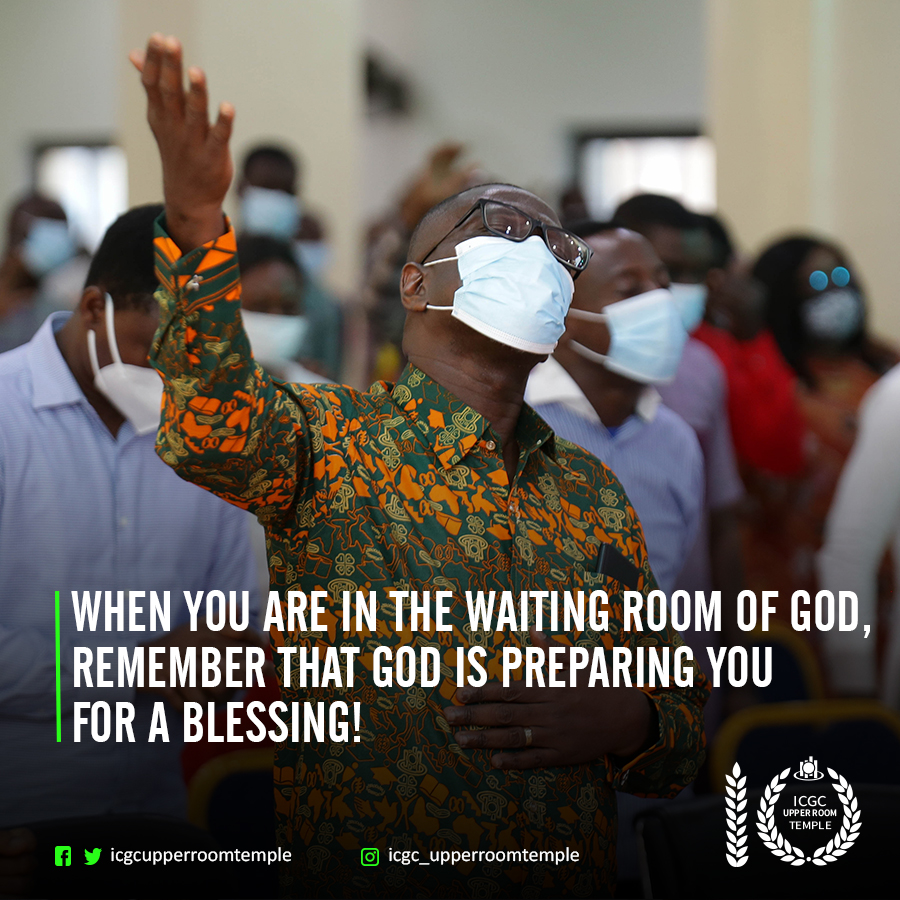 WHEN YOU ARE IN THE WAITING ROOM OF GOD,
REMEMBER THAT GOD IS PREPARING YOU
FOR A BLESSING!
icgcupperroomtemple
icgc_upperroomtemple
ICGC
UPPER ROOM
TEMPLE